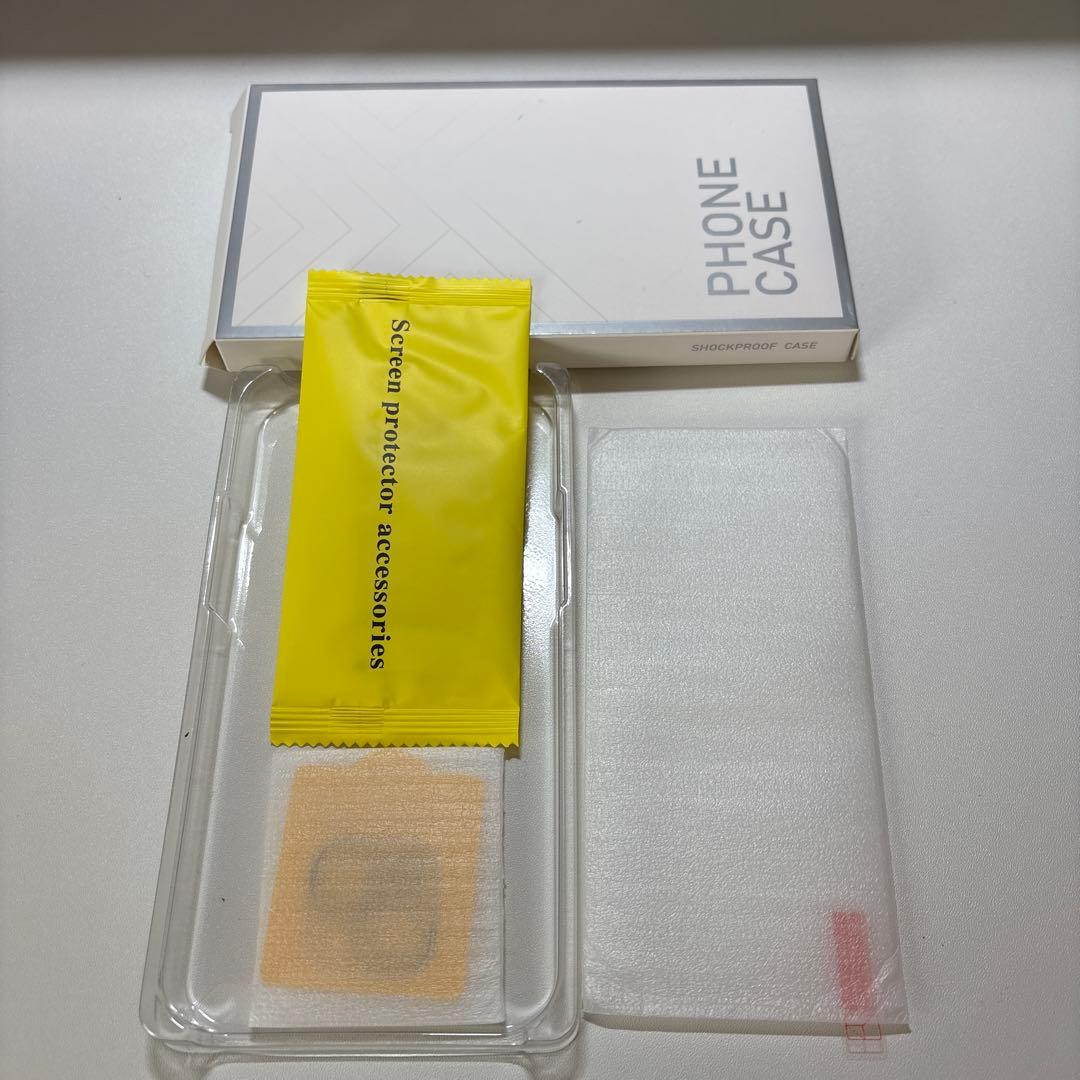 PHONE
CASE
SHOCKPROOF CASE
Screen protector accessories